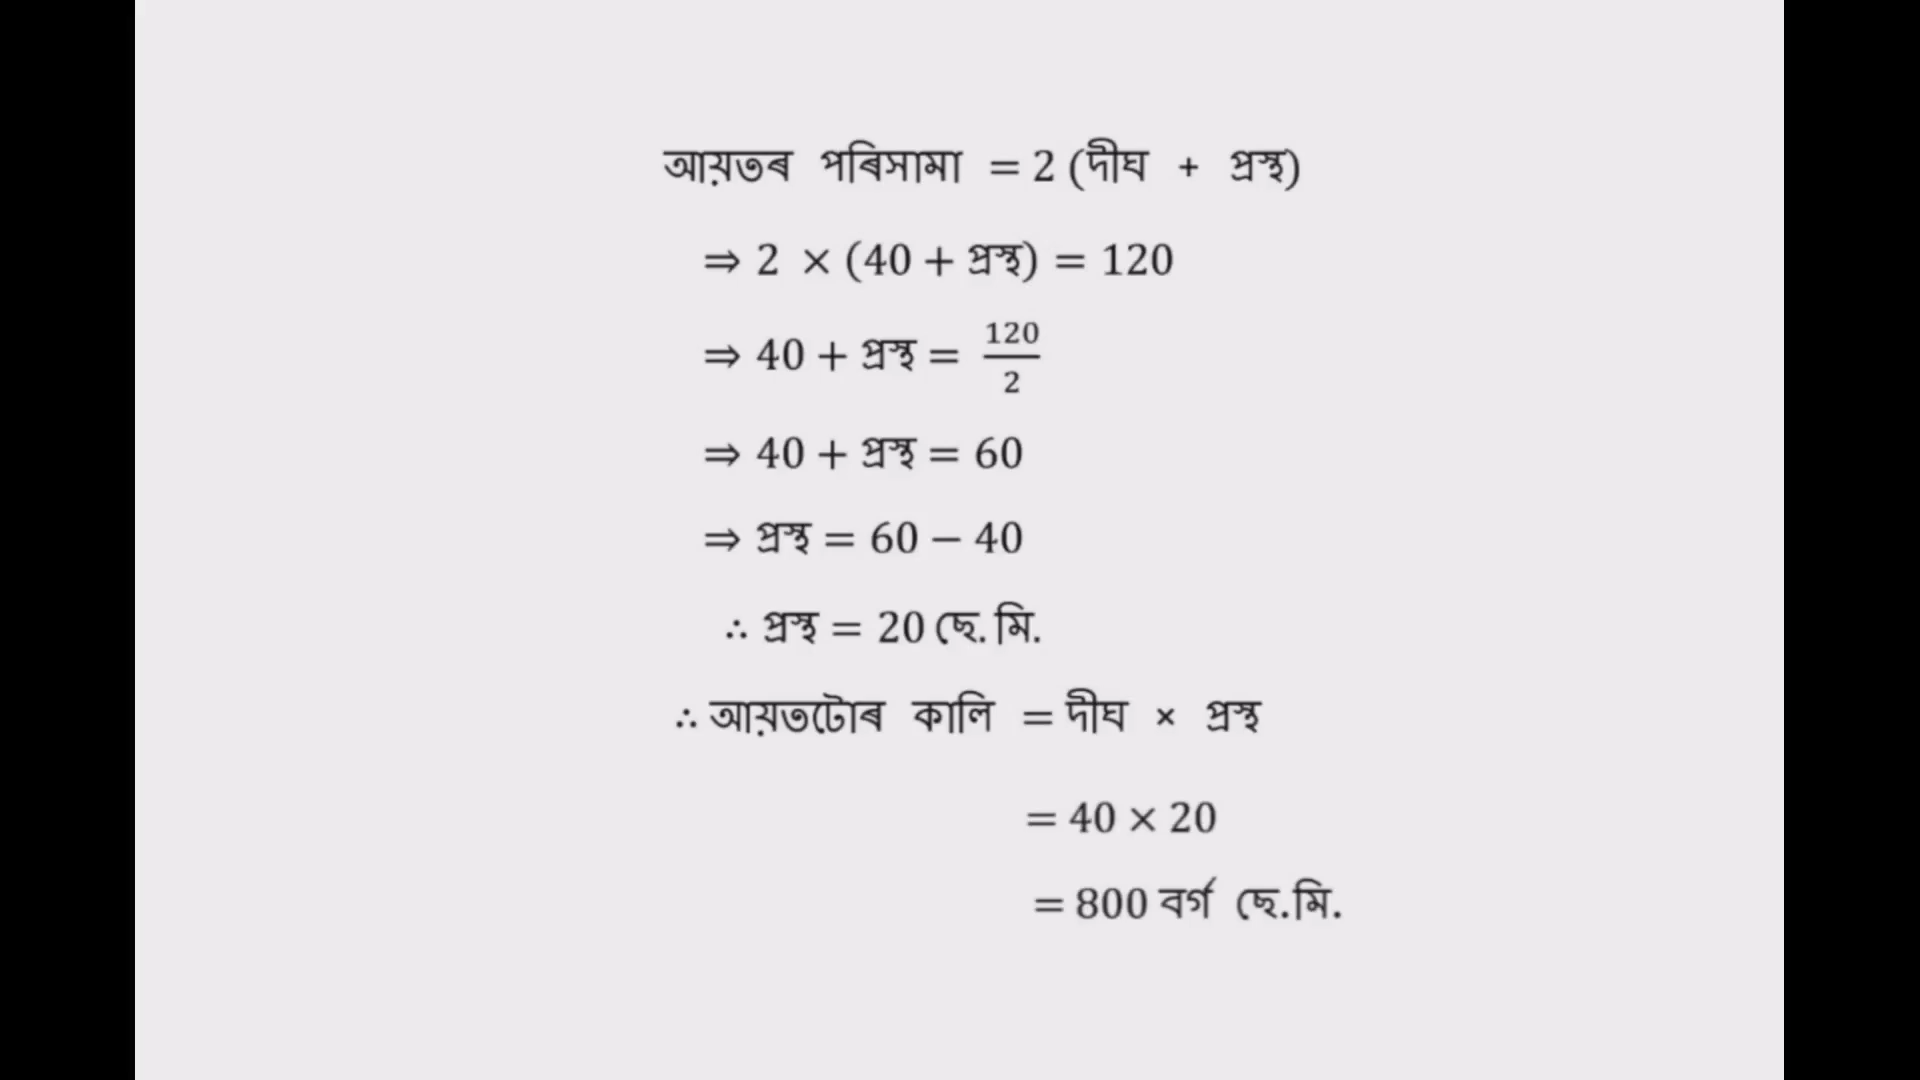 আয়তৰ পৰিসামা = 2 (দীঘ + প্ৰস্থ)
⇒ 2 × (40 + প্ৰস্থ) = 120
⇒ 40 + প্ৰস্থ = 120/2
⇒ 40 + প্ৰস্থ = 60
⇒ প্ৰস্থ = 60 − 40
∴ প্ৰস্থ = 20 ছে. মি.
∴ আয়তটোৰ কালি = দীঘ × প্ৰস্থ
= 40 × 20
= 800 বৰ্গ ছে.মি.